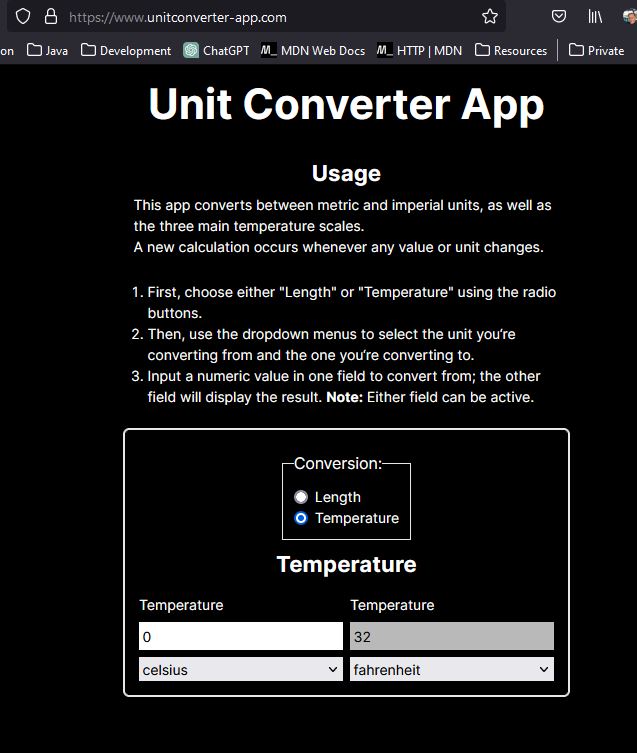 https://www.unitconverter-app.com
on Java Development ChatGPT M_ MDN Web Docs M_ HTTP | MDN Resources Private
Unit Converter App
Usage
This app converts between metric and imperial units, as well as
the three main temperature scales.
A new calculation occurs whenever any value or unit changes.
1. First, choose either "Length" or "Temperature" using the radio
buttons.
2. Then, use the dropdown menus to select the unit you're
converting from and the one you're converting to.
3. Input a numeric value in one field to convert from; the other
field will display the result. Note: Either field can be active.
Conversion:
Length
Temperature
Temperature
Temperature Temperature
0 32
celsius fahrenheit